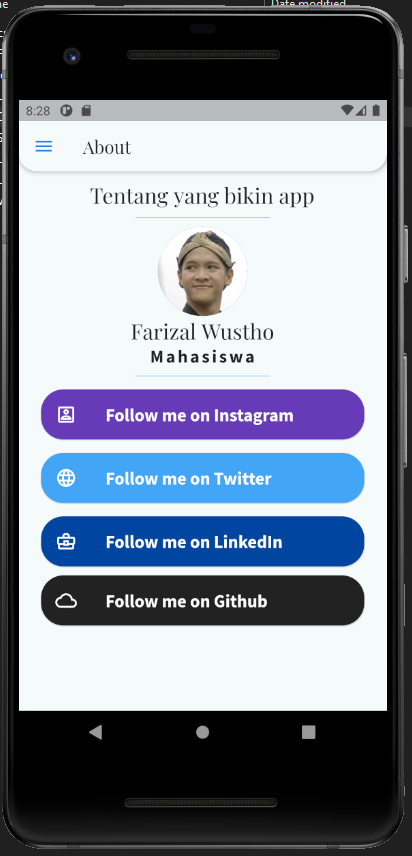 Date modified
8:28
About
Tentang yang bikin app
Farizal Wustho
Mahasiswa
Follow me on Instagram
Follow me on Twitter
Follow me on LinkedIn
Follow me on Github